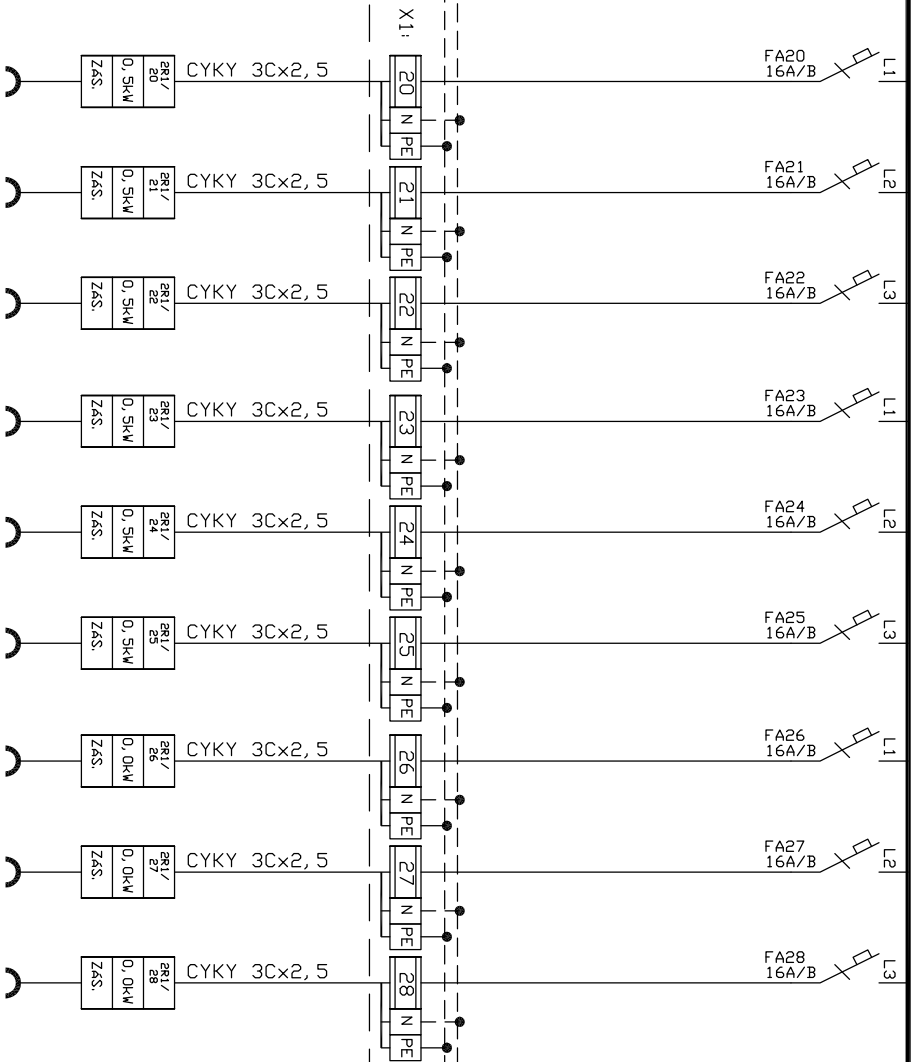 X1:
2R1/
20
0,5kW
ZÁS.
CYKY 3Cx2,5
20
N
PE
FA20
16A/B
L1
2R1/
21
0,5kW
ZÁS.
CYKY 3Cx2,5
21
N
PE
FA21
16A/B
L2
2R1/
22
0,5kW
ZÁS.
CYKY 3Cx2,5
22
N
PE
FA22
16A/B
L3
2R1/
23
0,5kW
ZÁS.
CYKY 3Cx2,5
23
N
PE
FA23
16A/B
L1
2R1/
24
0,5kW
ZÁS.
CYKY 3Cx2,5
24
N
PE
FA24
16A/B
L2
2R1/
25
0,5kW
ZÁS.
CYKY 3Cx2,5
25
N
PE
FA25
16A/B
L3
2R1/
26
0,0kW
ZÁS.
CYKY 3Cx2,5
26
N
PE
FA26
16A/B
L1
2R1/
27
0,0kW
ZÁS.
CYKY 3Cx2,5
27
N
PE
FA27
16A/B
L2
2R1/
28
0,0kW
ZÁS.
CYKY 3Cx2,5
28
N
PE
FA28
16A/B
L3